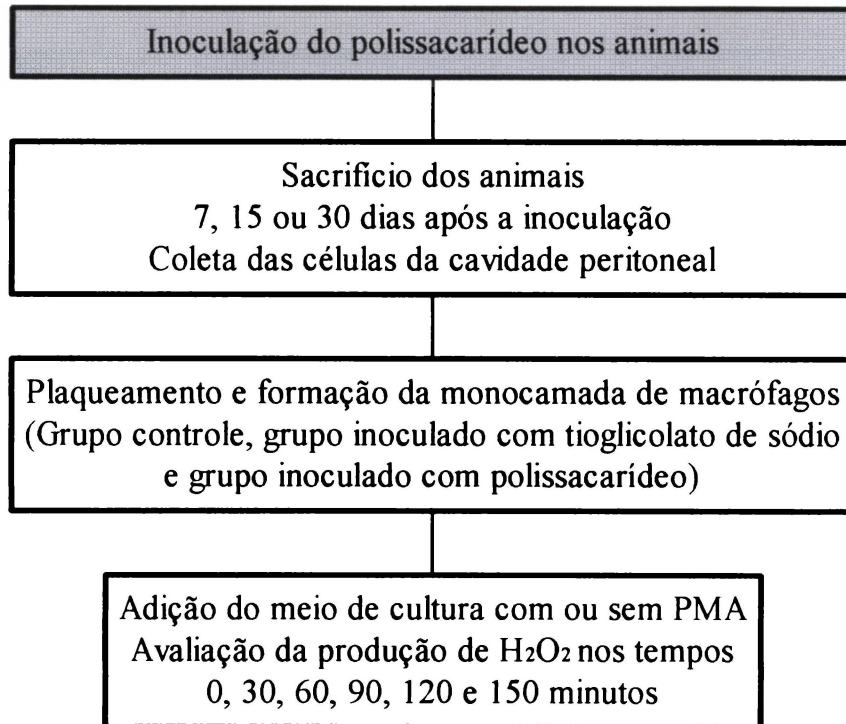 Inoculação do polissacarídeo nos animais
Sacrifício dos animais
7, 15 ou 30 dias após a inoculação
Coleta das células da cavidade peritoneal
Plaqueamento e formação da monocamada de macrófagos
(Grupo controle, grupo inoculado com tioglicolato de sódio
e grupo inoculado com polissacarídeo)
Adição do meio de cultura com ou sem PMA
Avaliação da produção de H₂O₂ nos tempos
0, 30, 60, 90, 120 e 150 minutos